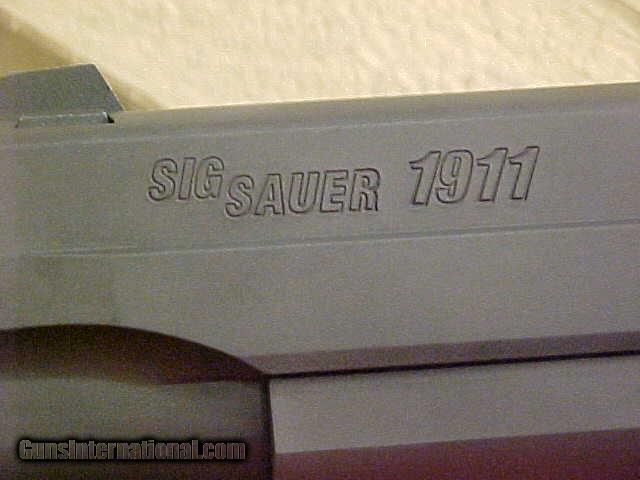 SIG SAUER 1911
GunsInternational.com